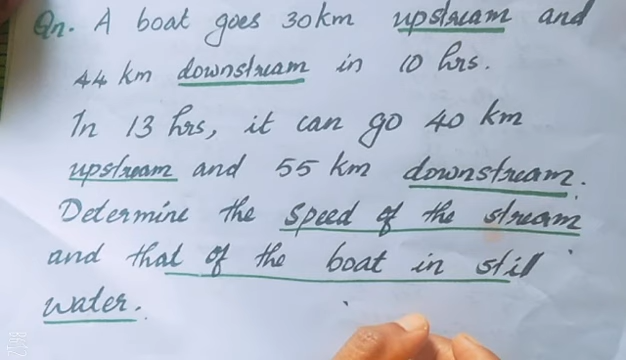 Qn. A boat goes 30km upstream and
44 km downstream in 10 hrs.
In 13 hrs, it can go 40 km
upstream and 55 km downstream.
Determine the speed of the stream
and that of the boat in still
water.